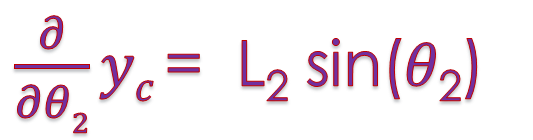 ∂/∂θ₂ y_c = L₂ sin(θ₂)